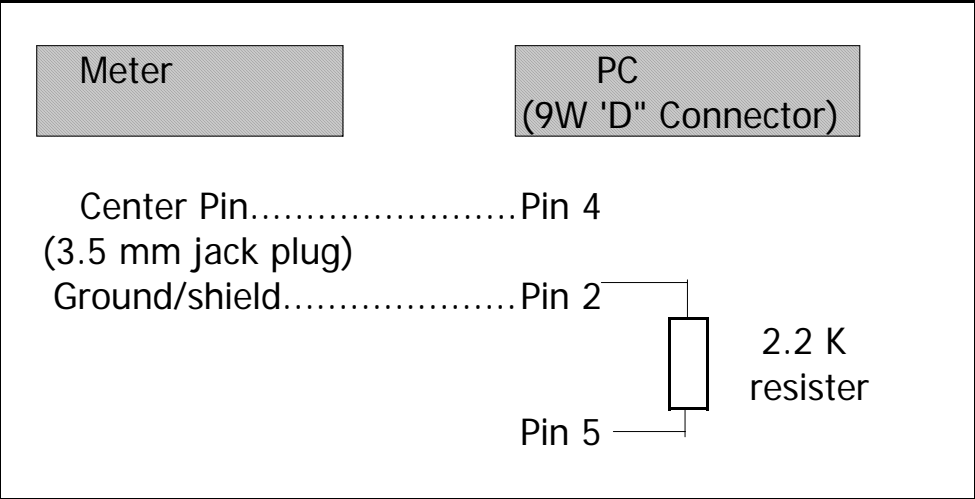 Meter
PC
(9W 'D" Connector)
Center Pin........................Pin 4
(3.5 mm jack plug)
Ground/shield.....................Pin 2
2.2 K
resister
Pin 5